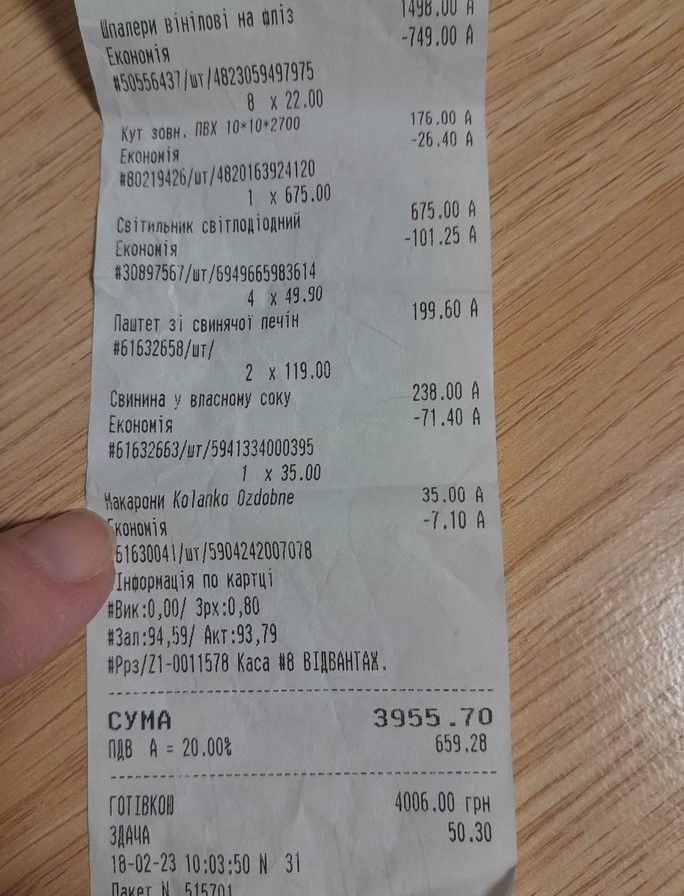 1498.00 А
Шпалери вінілові на фліз
-749.00 А
Економія
#50556437/шт/4823059497975
8 x 22.00
Кут зовн. ПВХ 10*10*2700 176.00 А
Економія -26.40 А
#80219426/шт/4820163924120
1 x 675.00
Світильник світлодіодний 675.00 А
Економія -101.25 А
#30897567/шт/6949665983614
4 x 49.90
Паштет зі свинячої печін 199.60 А
#61632658/шт/
2 x 119.00
Свинина у власному соку 238.00 А
Економія -71.40 А
#61632663/шт/5941334000395
1 x 35.00
Макарони Kolanko Ozdobne 35.00 А
Економія -7.10 А
61630041/шт/5904242007078
Інформація по картці
#Вик:0,00/ Зрх:0,80
#Зал:94,59/ Акт:93,79
#Ррз/Z1-0011578 Каса #8 ВІДВАНТАЖ.
СУМА 3955.70
ПДВ А = 20.00% 659.28
ГОТІВКОЮ 4006.00 грн
ЗДАЧА 50.30
18-02-23 10:03:50 N 31
Пакет N 515701